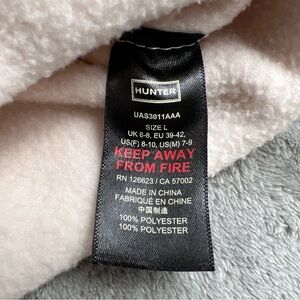 HUNTER
UAS3011AAA
SIZE L
UK 6-8, EU 39-42,
US(F) 8-10, US(M) 7-9
KEEP AWAY
FROM FIRE
RN 126623 / CA 57002
MADE IN CHINA
FABRIQUÉ EN CHINE
中国制造
100% POLYESTER
100% POLYESTER